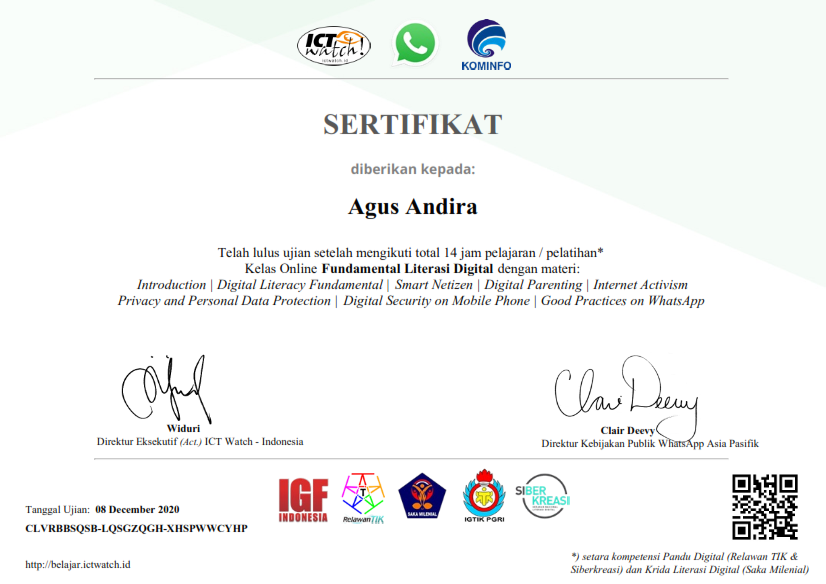 ICT watch!
ictwatch.id
KOMINFO
SERTIFIKAT
diberikan kepada:
Agus Andira
Telah lulus ujian setelah mengikuti total 14 jam pelajaran / pelatihan*
Kelas Online Fundamental Literasi Digital dengan materi:
Introduction | Digital Literacy Fundamental | Smart Netizen | Digital Parenting | Internet Activism
Privacy and Personal Data Protection | Digital Security on Mobile Phone | Good Practices on WhatsApp
Clair Deevy
Widuri
Direktur Eksekutif (Act.) ICT Watch - Indonesia
Clair Deevy
Direktur Kebijakan Publik WhatsApp Asia Pasifik
IGF
INDONESIA
RelawanTIK
SAKA MILENIAL
IGTIK PGRI
SIBER
KREASI
Tanggal Ujian: 08 December 2020
CLVRBBSQSB-LQSGZQGH-XHSPWWCYHP
http://belajar.ictwatch.id
*) setara kompetensi Pandu Digital (Relawan TIK &
Siberkreasi) dan Krida Literasi Digital (Saka Milenial)